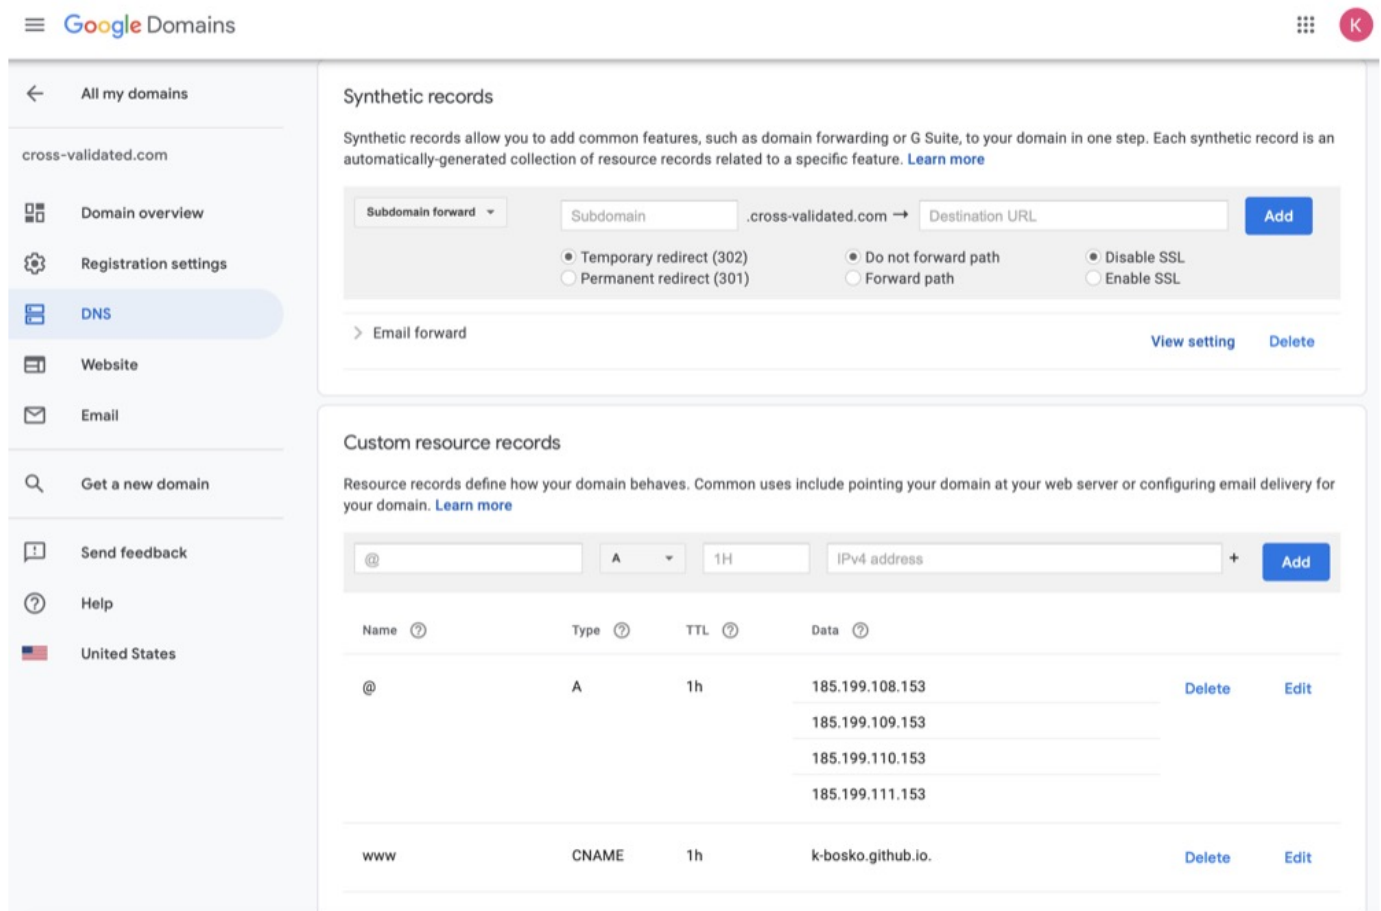 Google Domains
K
All my domains
cross-validated.com
Domain overview
Registration settings
DNS
Website
Email
Get a new domain
Send feedback
Help
United States
Synthetic records
Synthetic records allow you to add common features, such as domain forwarding or G Suite, to your domain in one step. Each synthetic record is an
automatically-generated collection of resource records related to a specific feature. Learn more
Subdomain forward Subdomain .cross-validated.com → Destination URL Add
Temporary redirect (302) Do not forward path Disable SSL
Permanent redirect (301) Forward path Enable SSL
Email forward View setting Delete
Custom resource records
Resource records define how your domain behaves. Common uses include pointing your domain at your web server or configuring email delivery for
your domain. Learn more
@ A 1H IPv4 address + Add
Name ? Type ? TTL ? Data ?
@ A 1h 185.199.108.153 Delete Edit
185.199.109.153
185.199.110.153
185.199.111.153
www CNAME 1h k-bosko.github.io. Delete Edit